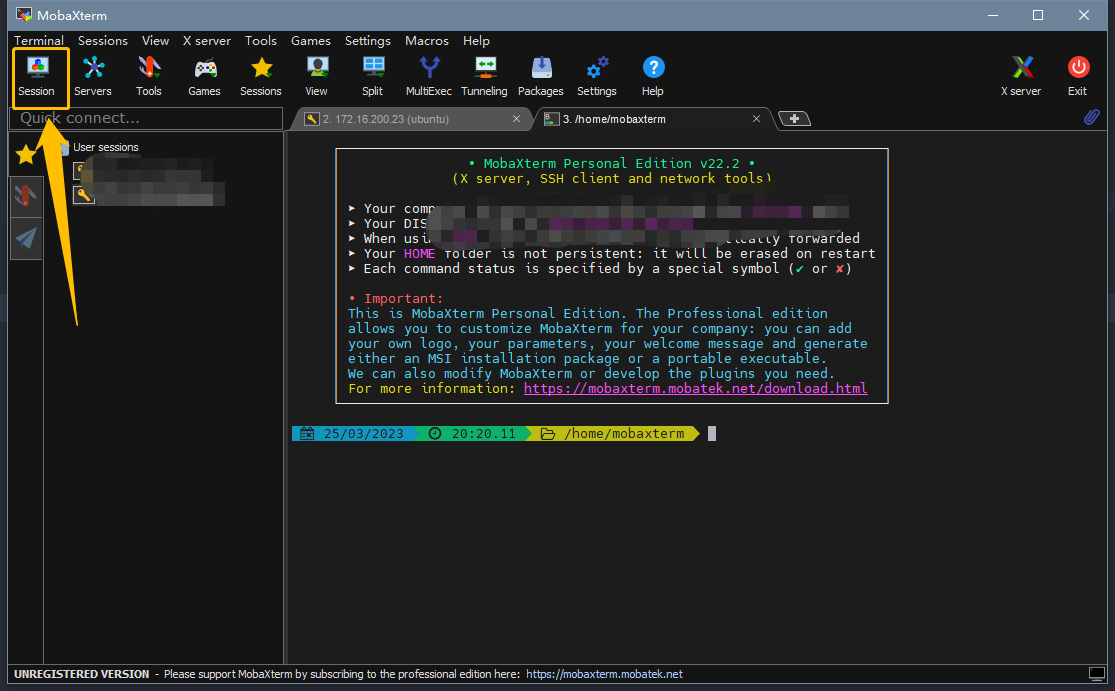 MobaXterm
Terminal Sessions View X server Tools Games Settings Macros Help
Session Servers Tools Games Sessions View Split MultiExec Tunneling Packages Settings Help X server Exit
Quick connect...
2. 172.16.200.23 (ubuntu)
3. /home/mobaxterm
User sessions
• MobaXterm Personal Edition v22.2 •
(X server, SSH client and network tools)
➤ Your
➤ Your
➤ When forwarded
➤ Your HOME folder is not persistent: it will be erased on restart
➤ Each command status is specified by a special symbol (✔ or ✘)
• Important:
This is MobaXterm Personal Edition. The Professional edition
allows you to customize MobaXterm for your company: you can add
your own logo, your parameters, your welcome message and generate
either an MSI installation package or a portable executable.
We can also modify MobaXterm or develop the plugins you need.
For more information: https://mobaxterm.mobatek.net/download.html
25/03/2023 20:20.11 /home/mobaxterm
UNREGISTERED VERSION - Please support MobaXterm by subscribing to the professional edition here: https://mobaxterm.mobatek.net